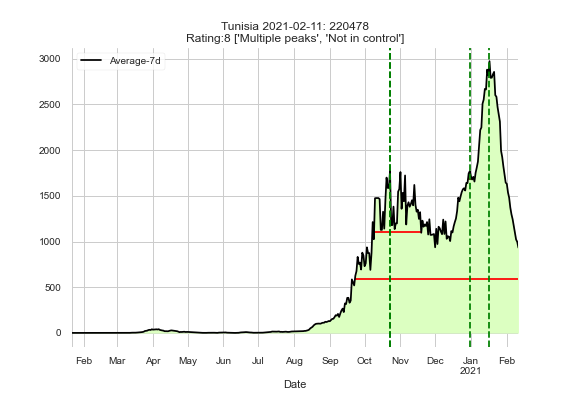 Tunisia 2021-02-11: 220478
Rating:8 ['Multiple peaks', 'Not in control']
Average-7d
3000
2500
2000
1500
1000
500
0
Feb Mar Apr May Jun Jul Aug Sep Oct Nov Dec Jan Feb
2021
Date